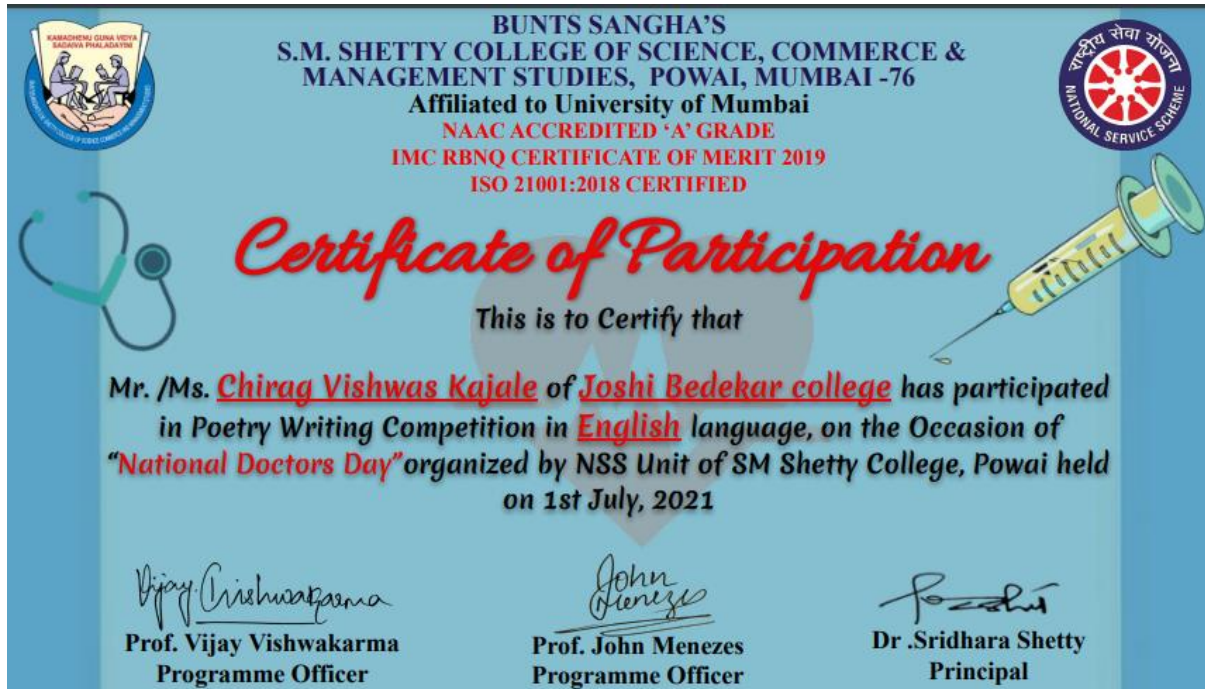 KAMADHENU GUNA VIDYA
SADAIVA PHALADAYINI
BUNTS SANGHA'S
S.M. SHETTY COLLEGE OF SCIENCE, COMMERCE &
MANAGEMENT STUDIES, POWAI, MUMBAI -76
Affiliated to University of Mumbai
NAAC ACCREDITED ‘A’ GRADE
IMC RBNQ CERTIFICATE OF MERIT 2019
ISO 21001:2018 CERTIFIED
राष्ट्रीय सेवा योजना
NATIONAL SERVICE SCHEME
Certificate of Participation
This is to Certify that
Mr. /Ms. Chirag Vishwas Kajale of Joshi Bedekar college has participated
in Poetry Writing Competition in English language, on the Occasion of
“National Doctors Day”organized by NSS Unit of SM Shetty College, Powai held
on 1st July, 2021
Vijay Vishwakarma
John
Menezes
Prof. Vijay Vishwakarma
Programme Officer
Prof. John Menezes
Programme Officer
Dr .Sridhara Shetty
Principal